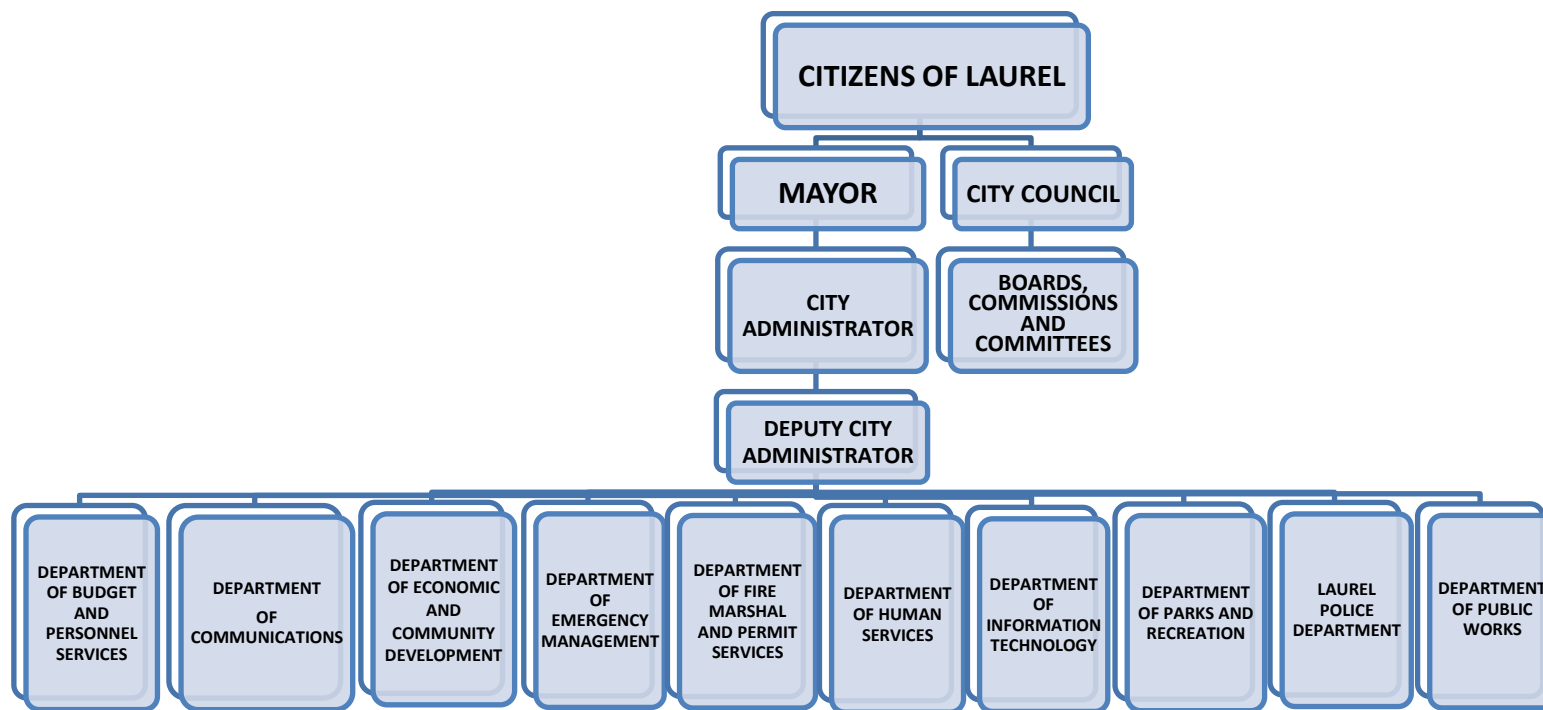 CITIZENS OF LAUREL
MAYOR
CITY COUNCIL
CITY
ADMINISTRATOR
BOARDS,
COMMISSIONS
AND
COMMITTEES
DEPUTY CITY
ADMINISTRATOR
DEPARTMENT
OF BUDGET
AND
PERSONNEL
SERVICES
DEPARTMENT
OF
COMMUNICATIONS
DEPARTMENT
OF ECONOMIC
AND
COMMUNITY
DEVELOPMENT
DEPARTMENT
OF
EMERGENCY
MANAGEMENT
DEPARTMENT
OF FIRE
MARSHAL
AND PERMIT
SERVICES
DEPARTMENT
OF HUMAN
SERVICES
DEPARTMENT
OF
INFORMATION
TECHNOLOGY
DEPARTMENT
OF PARKS AND
RECREATION
LAUREL
POLICE
DEPARTMENT
DEPARTMENT
OF PUBLIC
WORKS